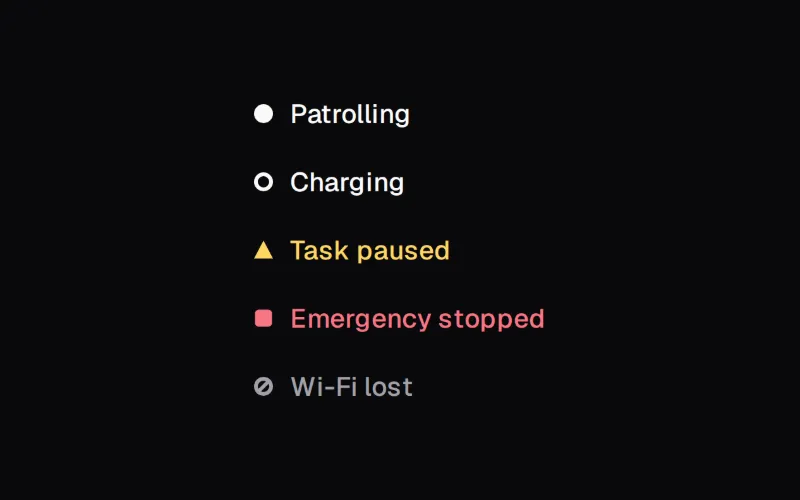 Patrolling
Charging
Task paused
Emergency stopped
Wi-Fi lost